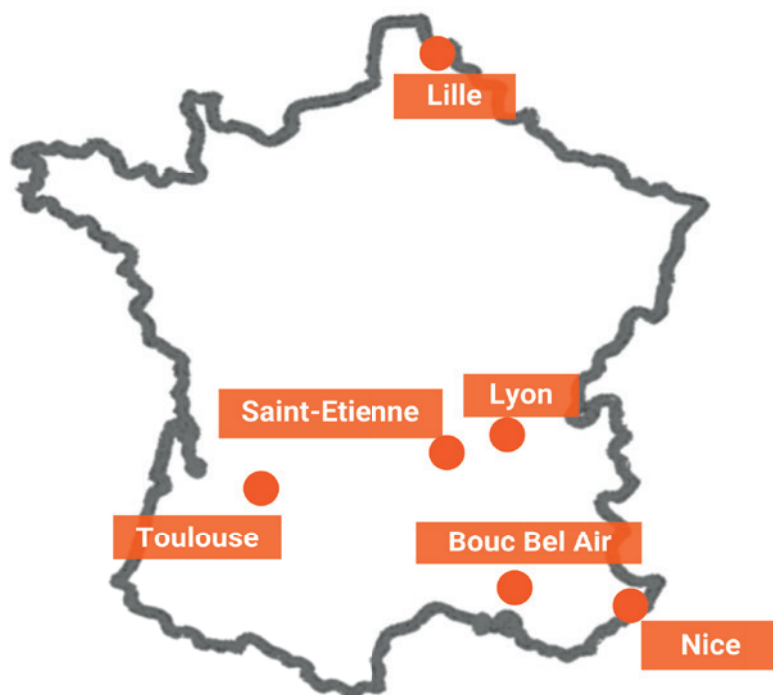 Lille
Lyon
Saint-Etienne
Toulouse
Bouc Bel Air
Nice